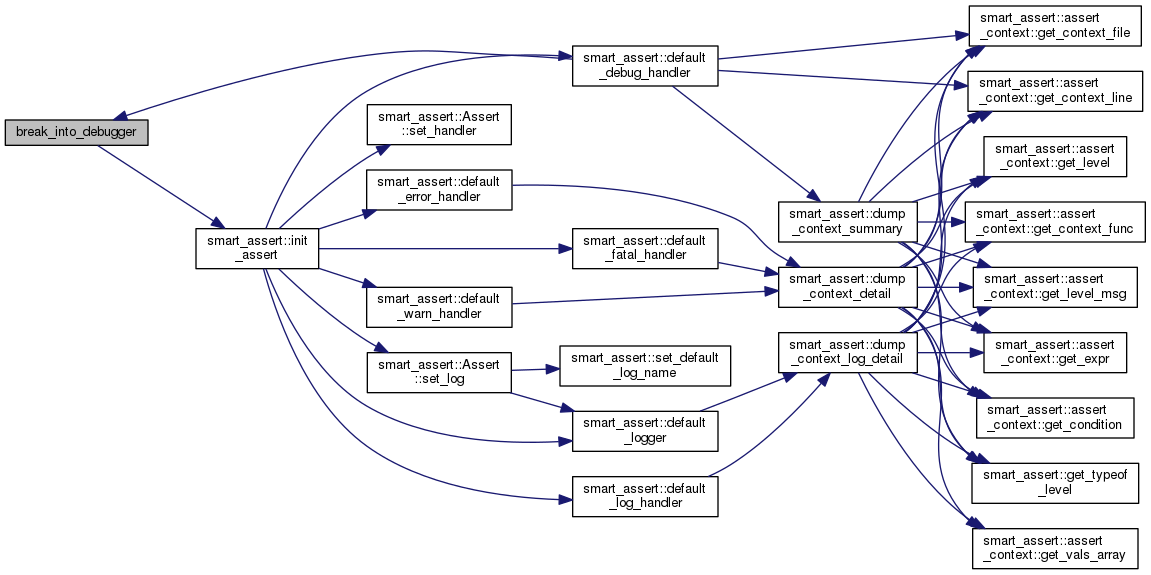 break_into_debugger
smart_assert::init
_assert
smart_assert::default
_debug_handler
smart_assert::Assert
::set_handler
smart_assert::default
_error_handler
smart_assert::default
_fatal_handler
smart_assert::default
_warn_handler
smart_assert::Assert
::set_log
smart_assert::set_default
_log_name
smart_assert::default
_logger
smart_assert::default
_log_handler
smart_assert::dump
_context_summary
smart_assert::dump
_context_detail
smart_assert::dump
_context_log_detail
smart_assert::assert
_context::get_context_file
smart_assert::assert
_context::get_context_line
smart_assert::assert
_context::get_level
smart_assert::assert
_context::get_context_func
smart_assert::assert
_context::get_level_msg
smart_assert::assert
_context::get_expr
smart_assert::assert
_context::get_condition
smart_assert::get_typeof
_level
smart_assert::assert
_context::get_vals_array